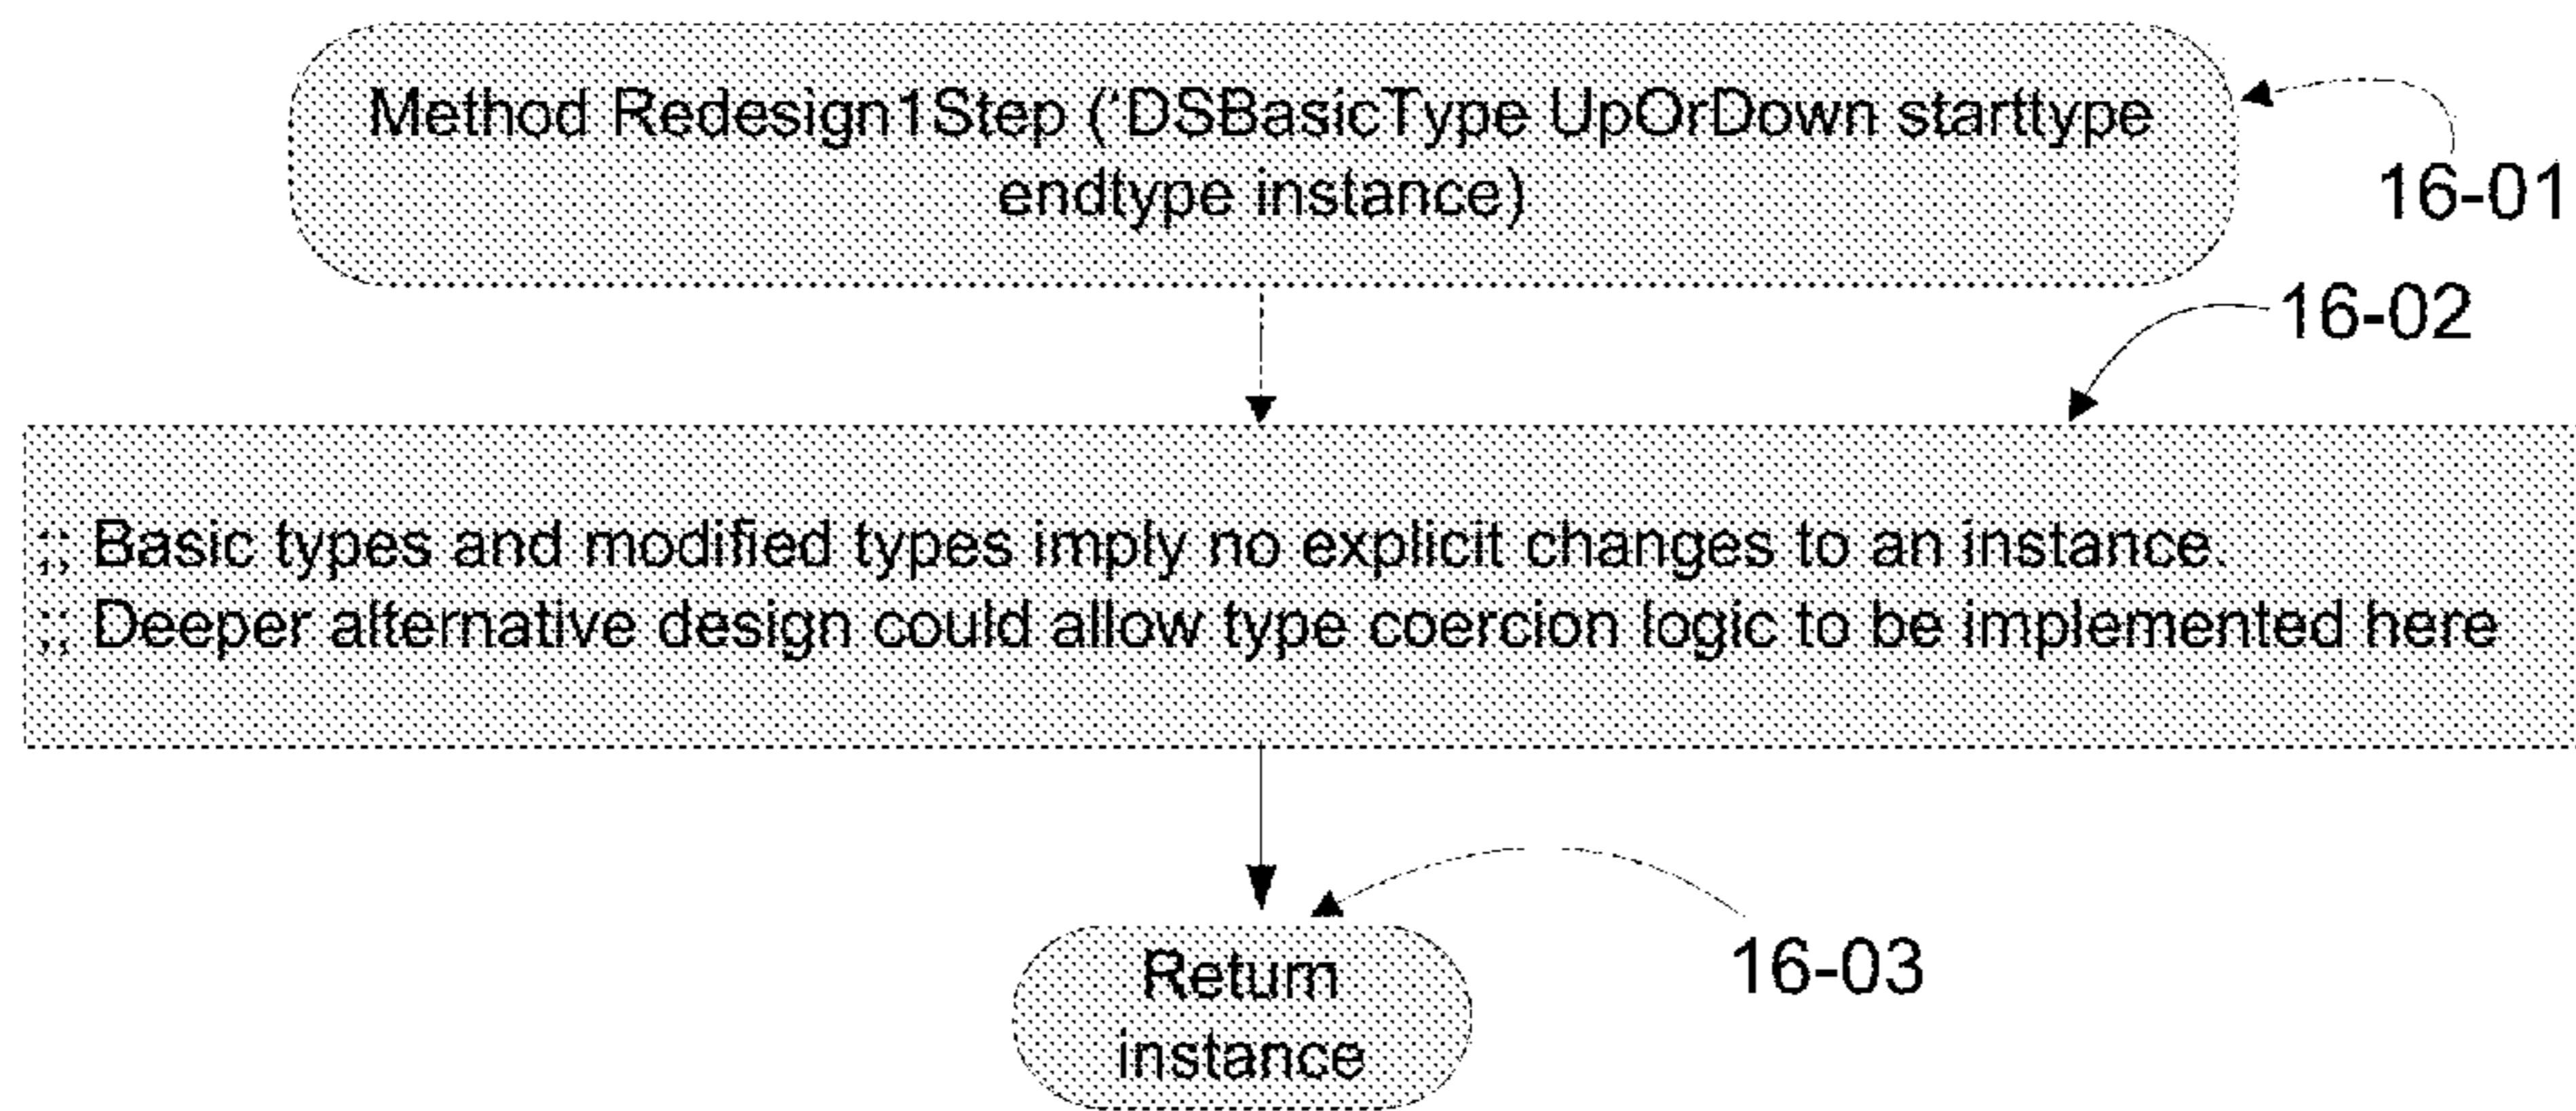 Method Redesign1Step (‘DSBasicType UpOrDown starttype
endtype instance)
16-01
16-02
;; Basic types and modified types imply no explicit changes to an instance.
;; Deeper alternative design could allow type coercion logic to be implemented here
Return
instance
16-03